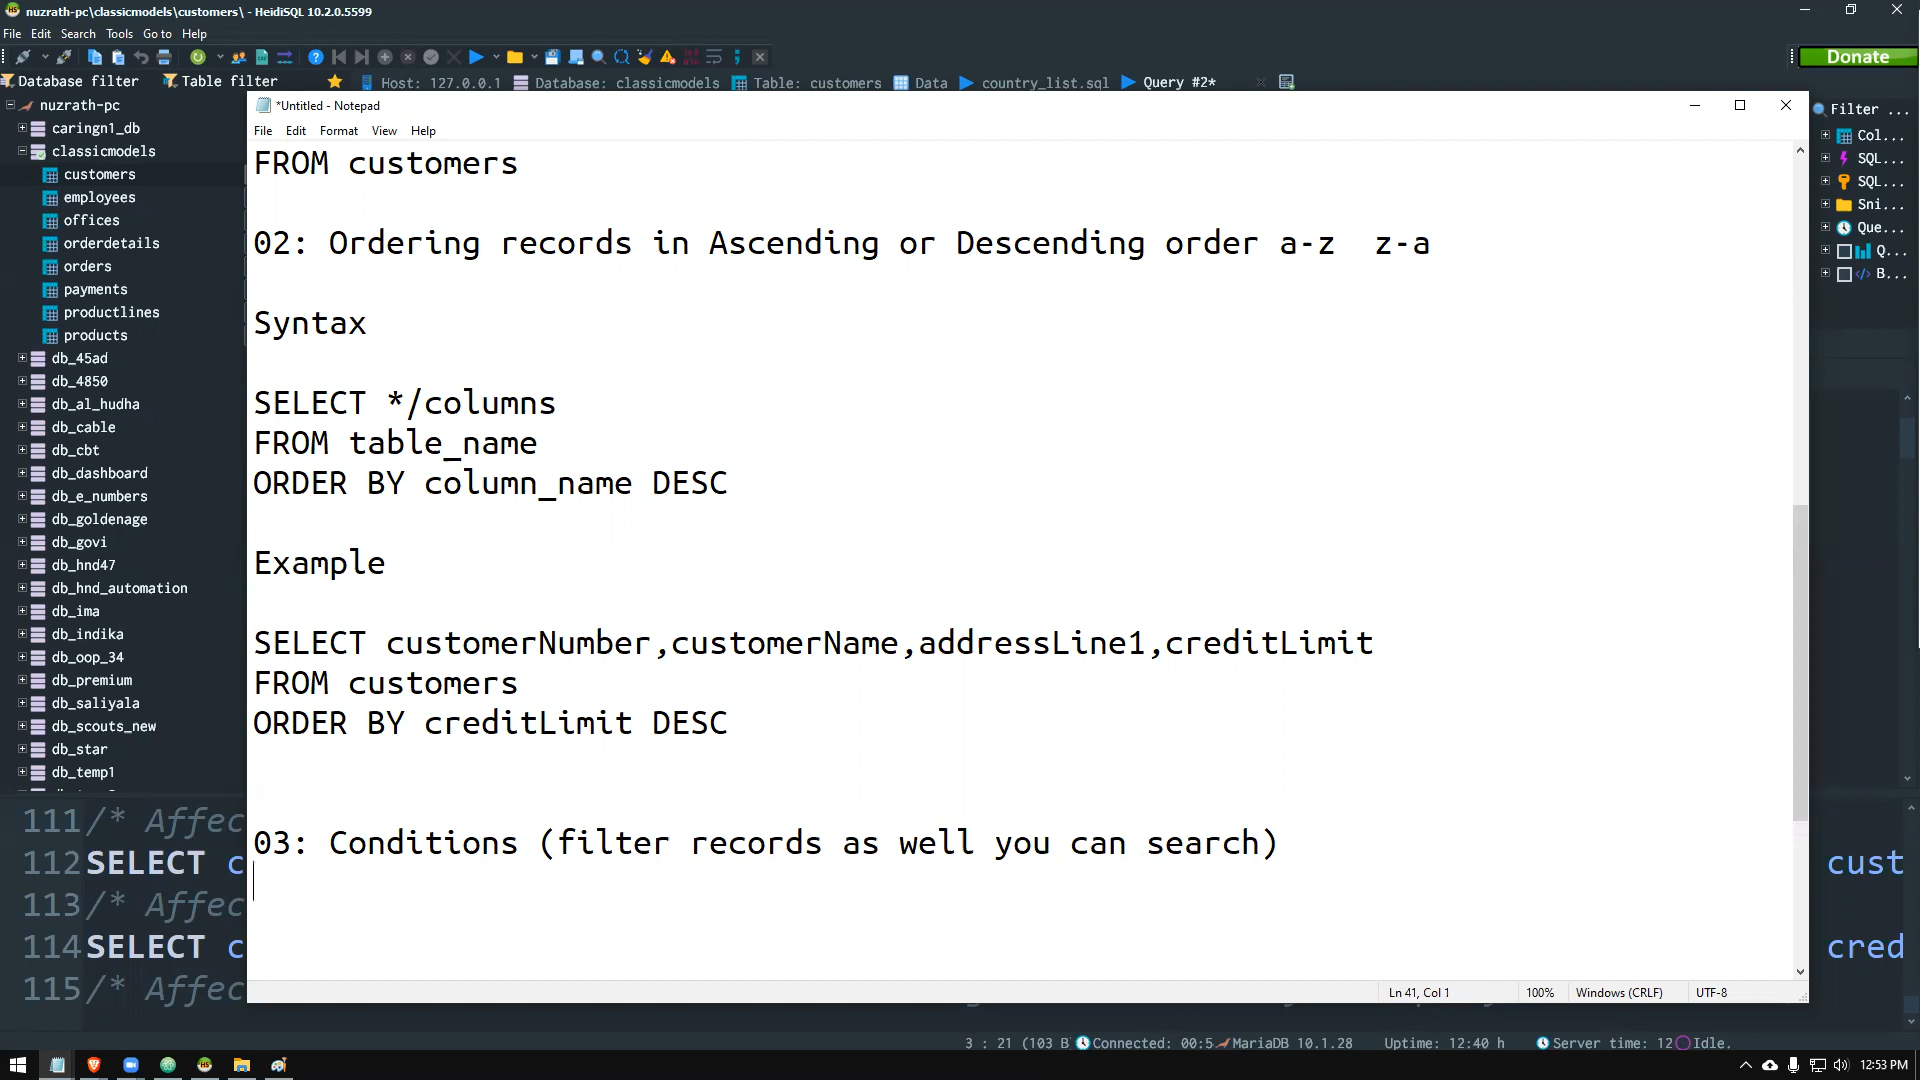 nuzrath-pc\classicmodels\customers\ - HeidiSQL 10.2.0.5599
File Edit Search Tools Go to Help
Donate
Database filter Table filter Host: 127.0.0.1 Database: classicmodels Table: customers Data country_list.sql Query #2*
nuzrath-pc
caringn1_db
classicmodels
customers
employees
offices
orderdetails
orders
payments
productlines
products
db_45ad
db_4850
db_al_hudha
db_cable
db_cbt
db_dashboard
db_e_numbers
db_goldenage
db_govi
db_hnd47
db_hnd_automation
db_ima
db_indika
db_oop_34
db_premium
db_saliyala
db_scouts_new
db_star
db_temp1
*Untitled - Notepad
File Edit Format View Help
FROM customers
02: Ordering records in Ascending or Descending order a-z  z-a
Syntax
SELECT */columns
FROM table_name
ORDER BY column_name DESC
Example
SELECT customerNumber,customerName,addressLine1,creditLimit
FROM customers
ORDER BY creditLimit DESC
03: Conditions (filter records as well you can search)
Ln 41, Col 1 100% Windows (CRLF) UTF-8
Filter ...
Col...
SQL...
SQL...
Sni...
Que...
Q...
B...
111 /* Affec
112 SELECT c cust
113 /* Affec
114 SELECT c cred
115 /* Affec
3 : 21 (103 B Connected: 00:5 MariaDB 10.1.28 Uptime: 12:40 h Server time: 12 Idle.
12:53 PM